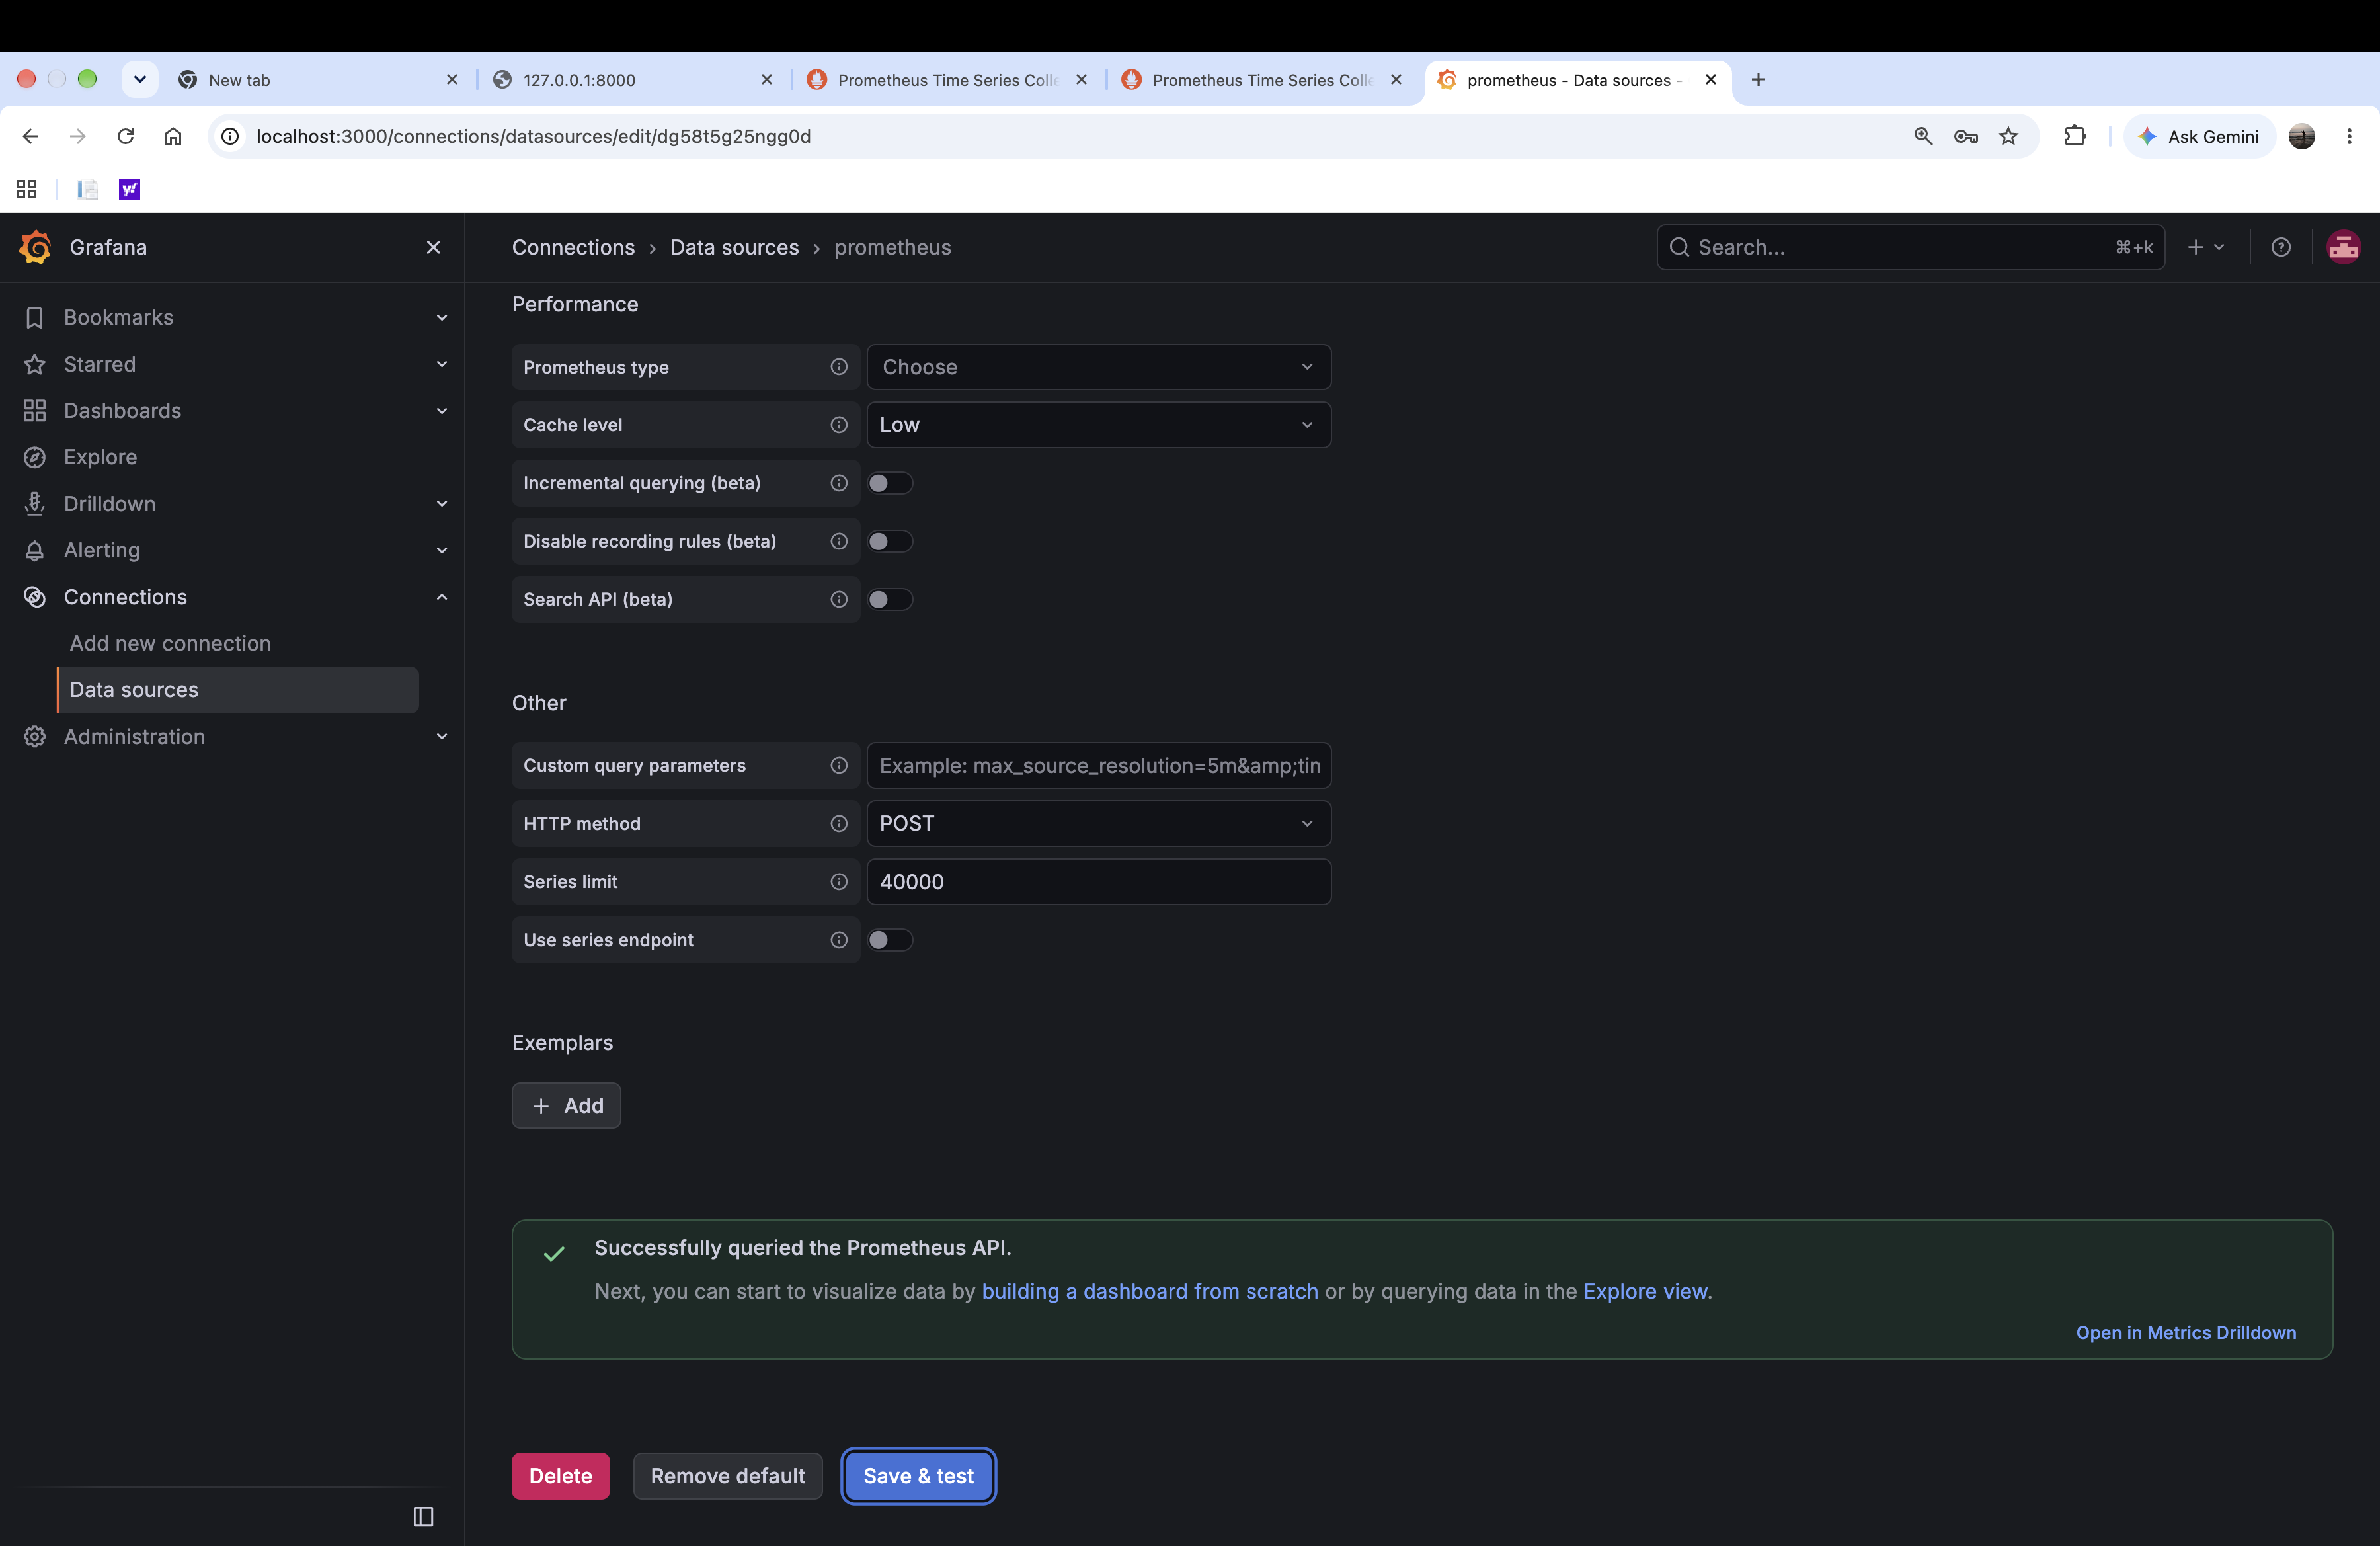 New tab
127.0.0.1:8000
Prometheus Time Series Colle
Prometheus Time Series Colle
prometheus - Data sources -
localhost:3000/connections/datasources/edit/dg58t5g25ngg0d
Ask Gemini
y!
Grafana
Connections › Data sources › prometheus
Search...
⌘+k
Bookmarks
Starred
Dashboards
Explore
Drilldown
Alerting
Connections
Add new connection
Data sources
Administration
Performance
Prometheus type
Choose
Cache level
Low
Incremental querying (beta)
Disable recording rules (beta)
Search API (beta)
Other
Custom query parameters
Example: max_source_resolution=5m&amp;tin
HTTP method
POST
Series limit
40000
Use series endpoint
Exemplars
+ Add
Successfully queried the Prometheus API.
Next, you can start to visualize data by building a dashboard from scratch or by querying data in the Explore view.
Open in Metrics Drilldown
Delete
Remove default
Save & test